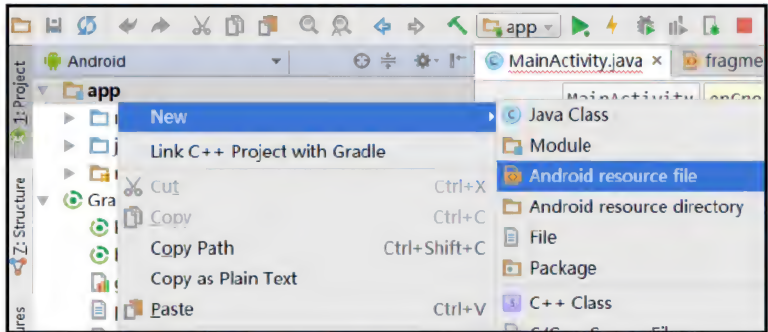 app
Android
MainActivity.java
fragme
1: Project
app
MainActivity
New
Java Class
Link C++ Project with Gradle
Module
Cut Ctrl+X
Android resource file
Gra
Copy Ctrl+C
Android resource directory
Z: Structure
Copy Path Ctrl+Shift+C
File
Copy as Plain Text
Package
Paste Ctrl+V
C++ Class
ures